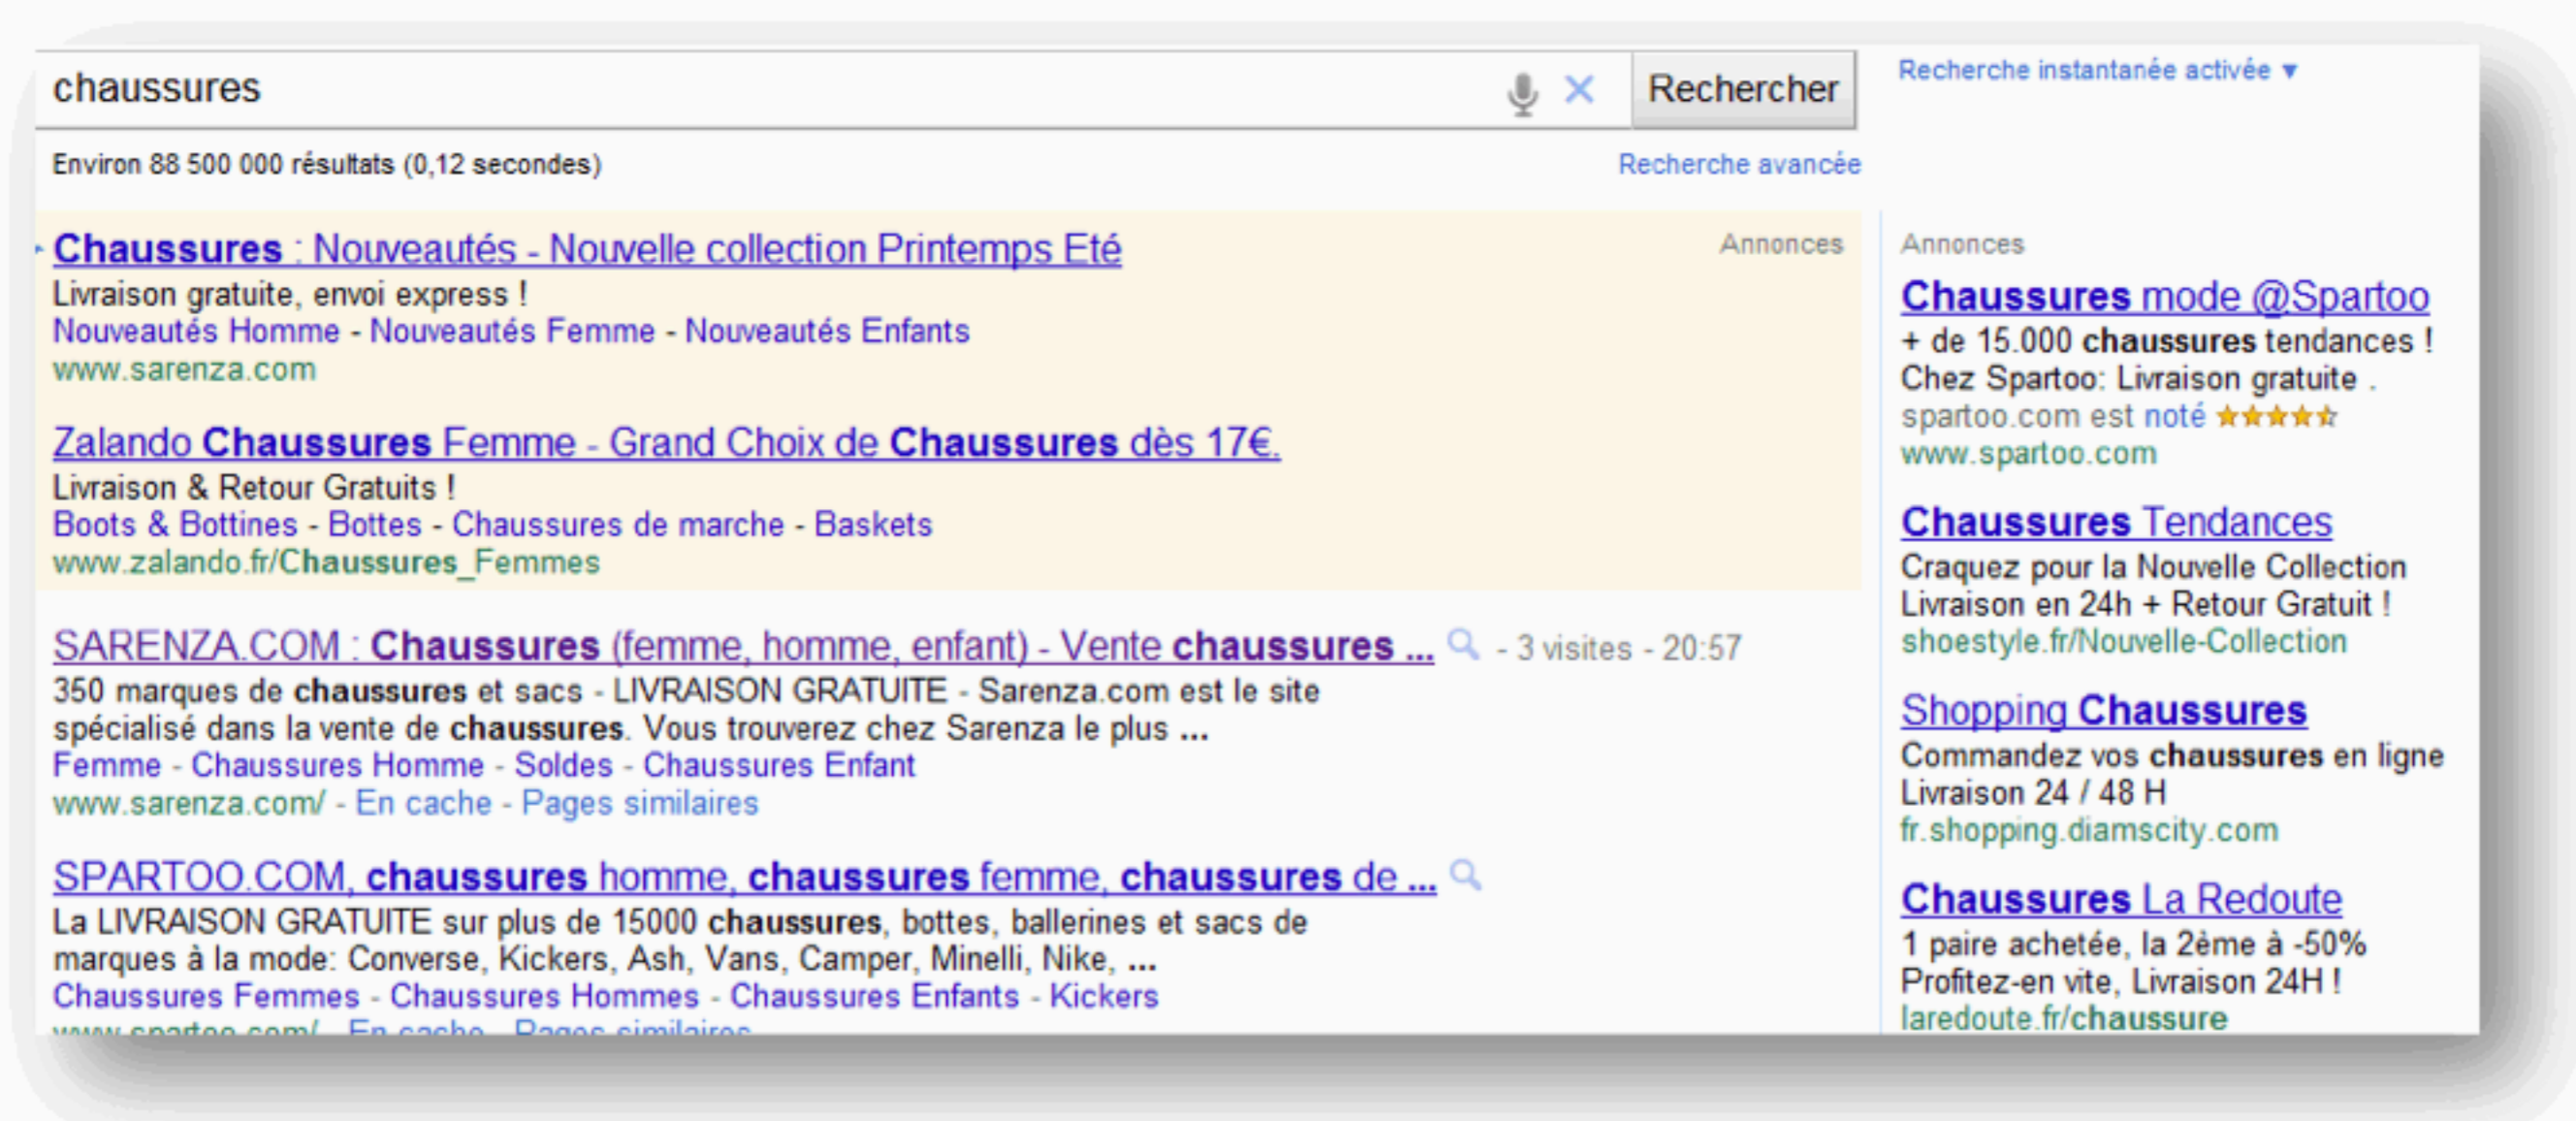 chaussures
Rechercher
Recherche instantanée activée ▼
Environ 88 500 000 résultats (0,12 secondes)
Recherche avancée
Chaussures : Nouveautés - Nouvelle collection Printemps Eté
Annonces
Livraison gratuite, envoi express !
Nouveautés Homme - Nouveautés Femme - Nouveautés Enfants
www.sarenza.com
Zalando Chaussures Femme - Grand Choix de Chaussures dès 17€.
Livraison & Retour Gratuits !
Boots & Bottines - Bottes - Chaussures de marche - Baskets
www.zalando.fr/Chaussures_Femmes
SARENZA.COM : Chaussures (femme, homme, enfant) - Vente chaussures ... - 3 visites - 20:57
350 marques de chaussures et sacs - LIVRAISON GRATUITE - Sarenza.com est le site
spécialisé dans la vente de chaussures. Vous trouverez chez Sarenza le plus ...
Femme - Chaussures Homme - Soldes - Chaussures Enfant
www.sarenza.com/ - En cache - Pages similaires
SPARTOO.COM, chaussures homme, chaussures femme, chaussures de ...
La LIVRAISON GRATUITE sur plus de 15000 chaussures, bottes, ballerines et sacs de
marques à la mode: Converse, Kickers, Ash, Vans, Camper, Minelli, Nike, ...
Chaussures Femmes - Chaussures Hommes - Chaussures Enfants - Kickers
www.spartoo.com/ - En cache - Pages similaires
Annonces
Chaussures mode @Spartoo
+ de 15.000 chaussures tendances !
Chez Spartoo: Livraison gratuite .
spartoo.com est noté
www.spartoo.com
Chaussures Tendances
Craquez pour la Nouvelle Collection
Livraison en 24h + Retour Gratuit !
shoestyle.fr/Nouvelle-Collection
Shopping Chaussures
Commandez vos chaussures en ligne
Livraison 24 / 48 H
fr.shopping.diamscity.com
Chaussures La Redoute
1 paire achetée, la 2ème à -50%
Profitez-en vite, Livraison 24H !
laredoute.fr/chaussure